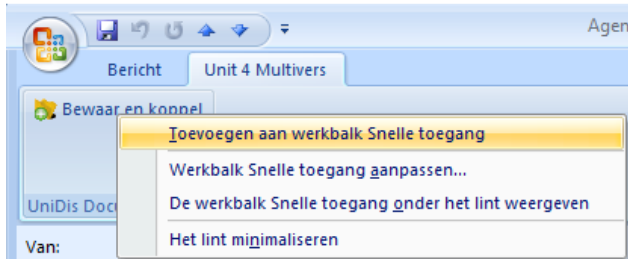 Agen
Bericht Unit 4 Multivers
Bewaar en koppel
Toevoegen aan werkbalk Snelle toegang
Werkbalk Snelle toegang aanpassen...
De werkbalk Snelle toegang onder het lint weergeven
UniDis Docu
Het lint minimaliseren
Van: